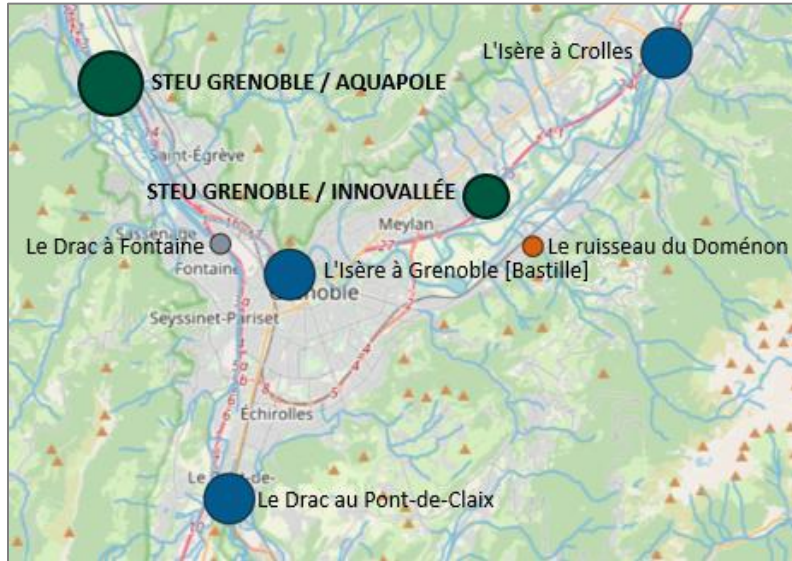 L'Isère à Crolles
STEU GRENOBLE / AQUAPOLE
Saint-Égrève
STEU GRENOBLE / INNOVALLÉE
Meylan
Sassenage
Le Drac à Fontaine
Le ruisseau du Doménon
Fontaine
L'Isère à Grenoble [Bastille]
Grenoble
Seyssinet-Pariset
Échirolles
Le Drac au Pont-de-Claix